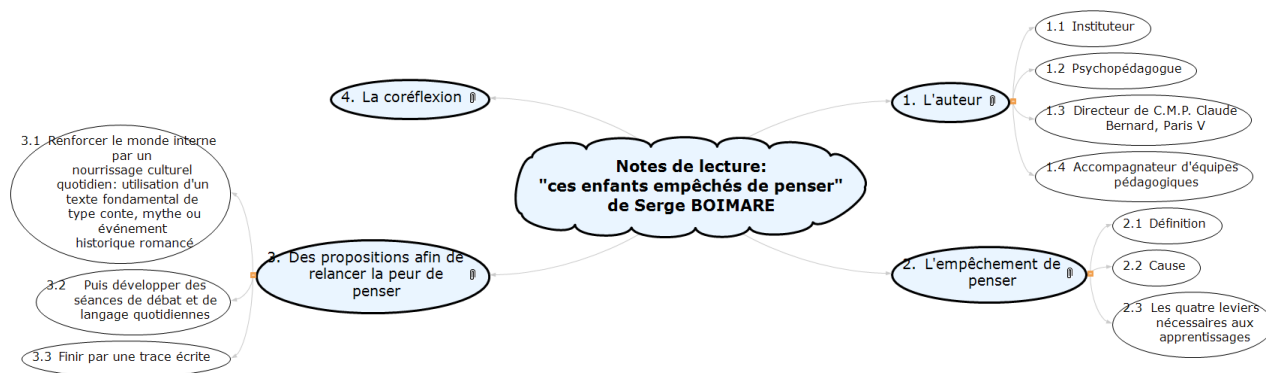 Notes de lecture:
"ces enfants empêchés de penser"
de Serge BOIMARE
1. L'auteur
1.1 Instituteur
1.2 Psychopédagogue
1.3 Directeur de C.M.P. Claude
Bernard, Paris V
1.4 Accompagnateur d'équipes
pédagogiques
2. L'empêchement de
penser
2.1 Définition
2.2 Cause
2.3 Les quatre leviers
nécessaires aux
apprentissages
3. Des propositions afin de
relancer la peur de
penser
3.1 Renforcer le monde interne
par un
nourrissage culturel
quotidien: utilisation d'un
texte fondamental de
type conte, mythe ou
événement
historique romancé
3.2 Puis développer des
séances de débat et de
langage quotidiennes
3.3 Finir par une trace écrite
4. La coréflexion